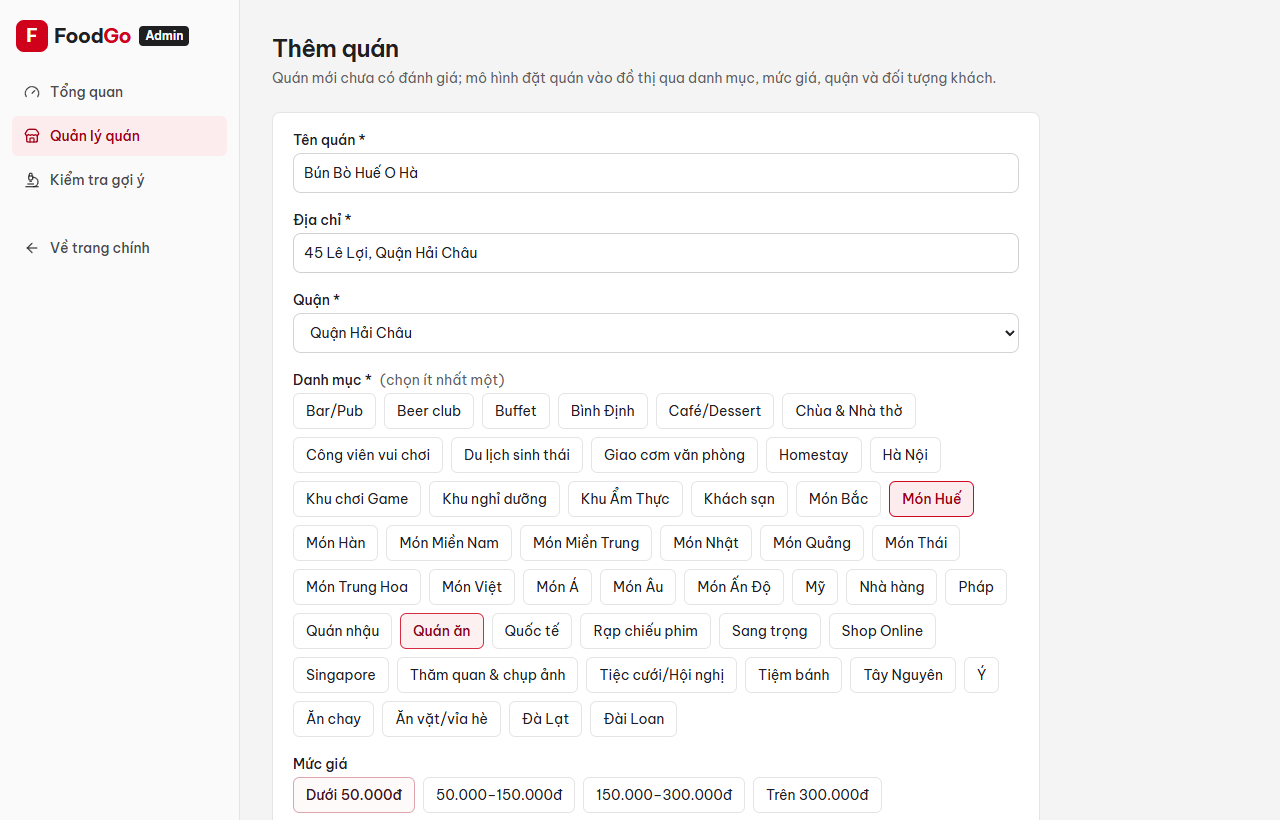 F FoodGo Admin
Tổng quan
Quản lý quán
Kiểm tra gợi ý
Về trang chính
Thêm quán
Quán mới chưa có đánh giá; mô hình đặt quán vào đồ thị qua danh mục, mức giá, quận và đối tượng khách.
Tên quán *
Bún Bò Huế O Hà
Địa chỉ *
45 Lê Lợi, Quận Hải Châu
Quận *
Quận Hải Châu
Danh mục * (chọn ít nhất một)
Bar/Pub Beer club Buffet Bình Định Café/Dessert Chùa & Nhà thờ
Công viên vui chơi Du lịch sinh thái Giao cơm văn phòng Homestay Hà Nội
Khu chơi Game Khu nghỉ dưỡng Khu Ẩm Thực Khách sạn Món Bắc Món Huế
Món Hàn Món Miền Nam Món Miền Trung Món Nhật Món Quảng Món Thái
Món Trung Hoa Món Việt Món Á Món Âu Món Ấn Độ Mỹ Nhà hàng Pháp
Quán nhậu Quán ăn Quốc tế Rạp chiếu phim Sang trọng Shop Online
Singapore Thăm quan & chụp ảnh Tiệc cưới/Hội nghị Tiệm bánh Tây Nguyên Ý
Ăn chay Ăn vặt/vỉa hè Đà Lạt Đài Loan
Mức giá
Dưới 50.000đ 50.000–150.000đ 150.000–300.000đ Trên 300.000đ